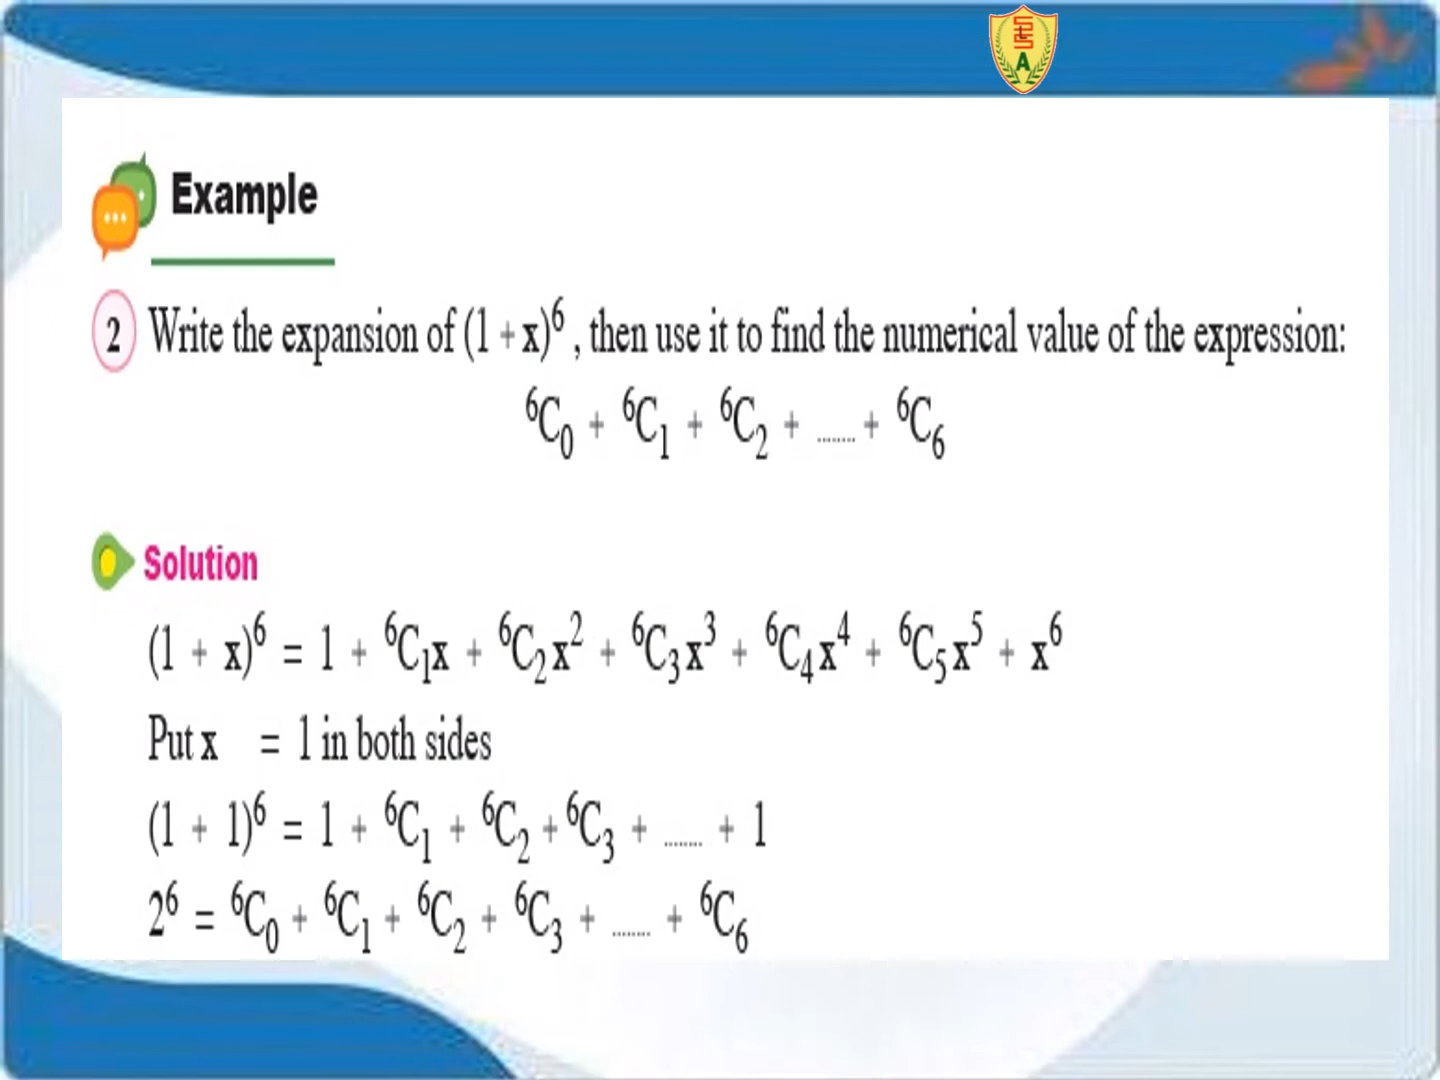 A
Example
2 Write the expansion of (1 + x)⁶ , then use it to find the numerical value of the expression:
⁶C₀ + ⁶C₁ + ⁶C₂ + ........ + ⁶C₆
Solution
(1 + x)⁶ = 1 + ⁶C₁x + ⁶C₂x² + ⁶C₃x³ + ⁶C₄x⁴ + ⁶C₅x⁵ + x⁶
Put x = 1 in both sides
(1 + 1)⁶ = 1 + ⁶C₁ + ⁶C₂ + ⁶C₃ + ........ + 1
2⁶ = ⁶C₀ + ⁶C₁ + ⁶C₂ + ⁶C₃ + ........ + ⁶C₆